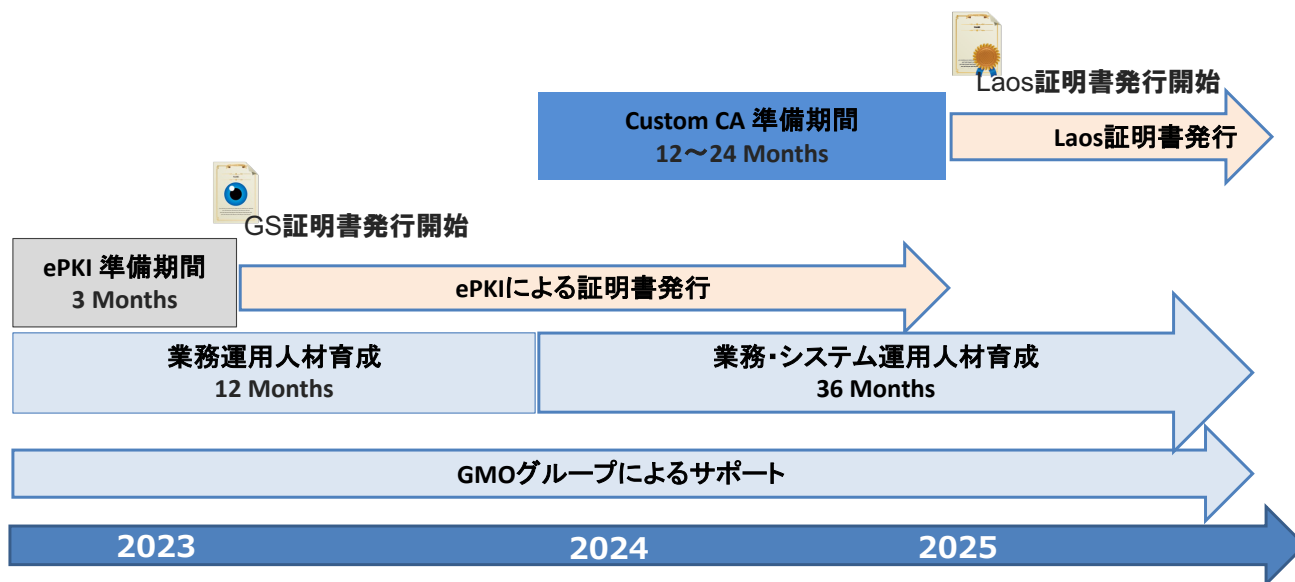 Laos証明書発行開始
Custom CA 準備期間
12～24 Months
Laos証明書発行
GS証明書発行開始
ePKI 準備期間
3 Months
ePKIによる証明書発行
業務運用人材育成
12 Months
業務・システム運用人材育成
36 Months
GMOグループによるサポート
2023
2024
2025